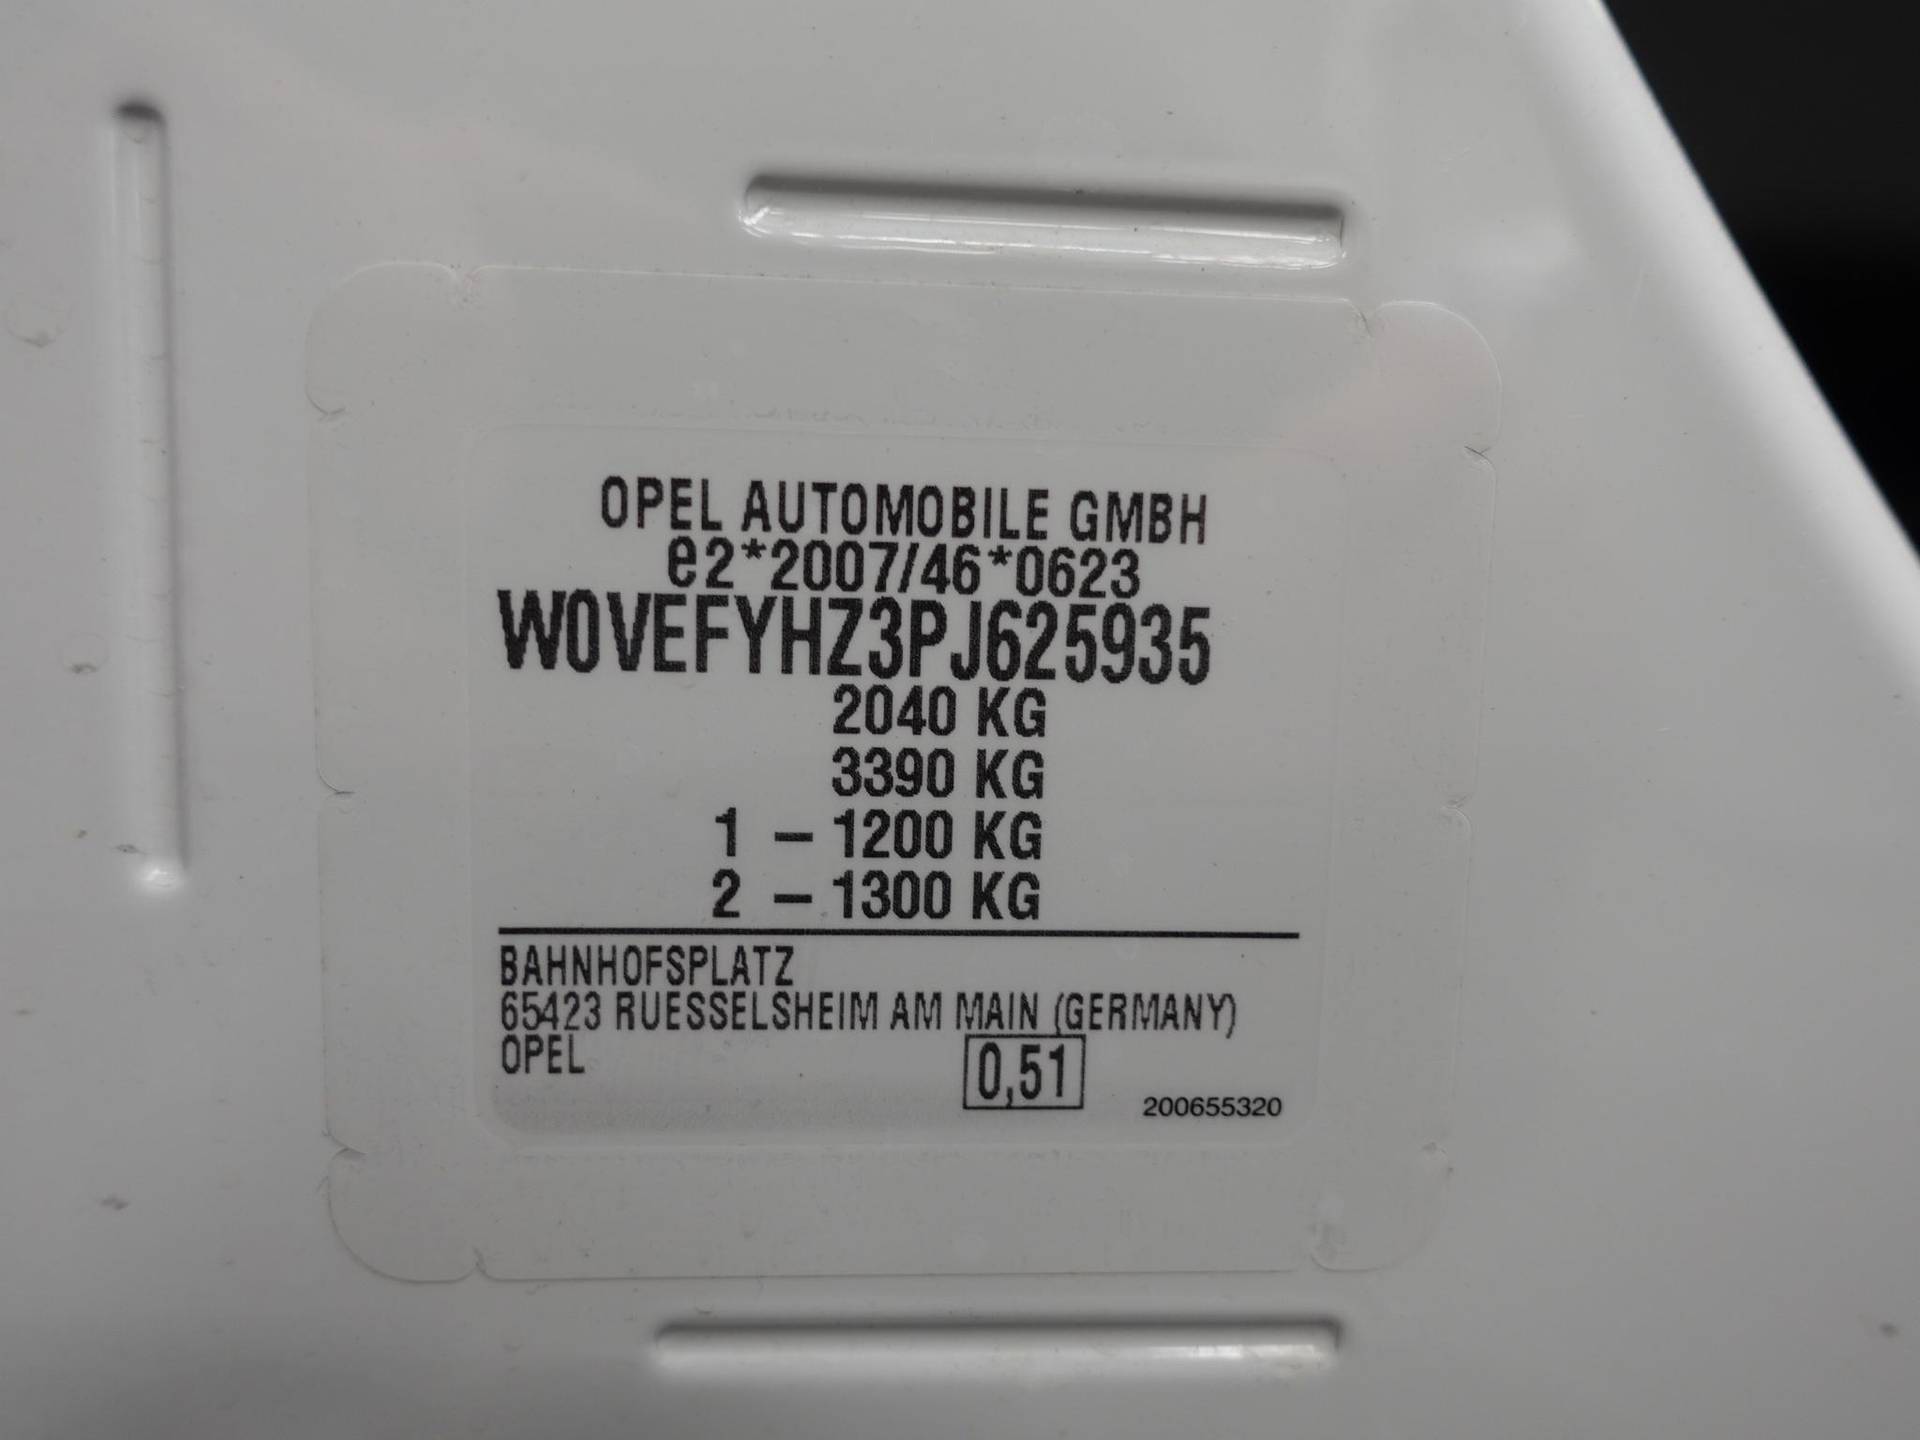 OPEL AUTOMOBILE GMBH
e2*2007/46*0623
W0VEFYHZ3PJ625935
2040 KG
3390 KG
1 – 1200 KG
2 – 1300 KG
BAHNHOFSPLATZ
65423 RUESSELSHEIM AM MAIN (GERMANY)
OPEL
0,51
200655320